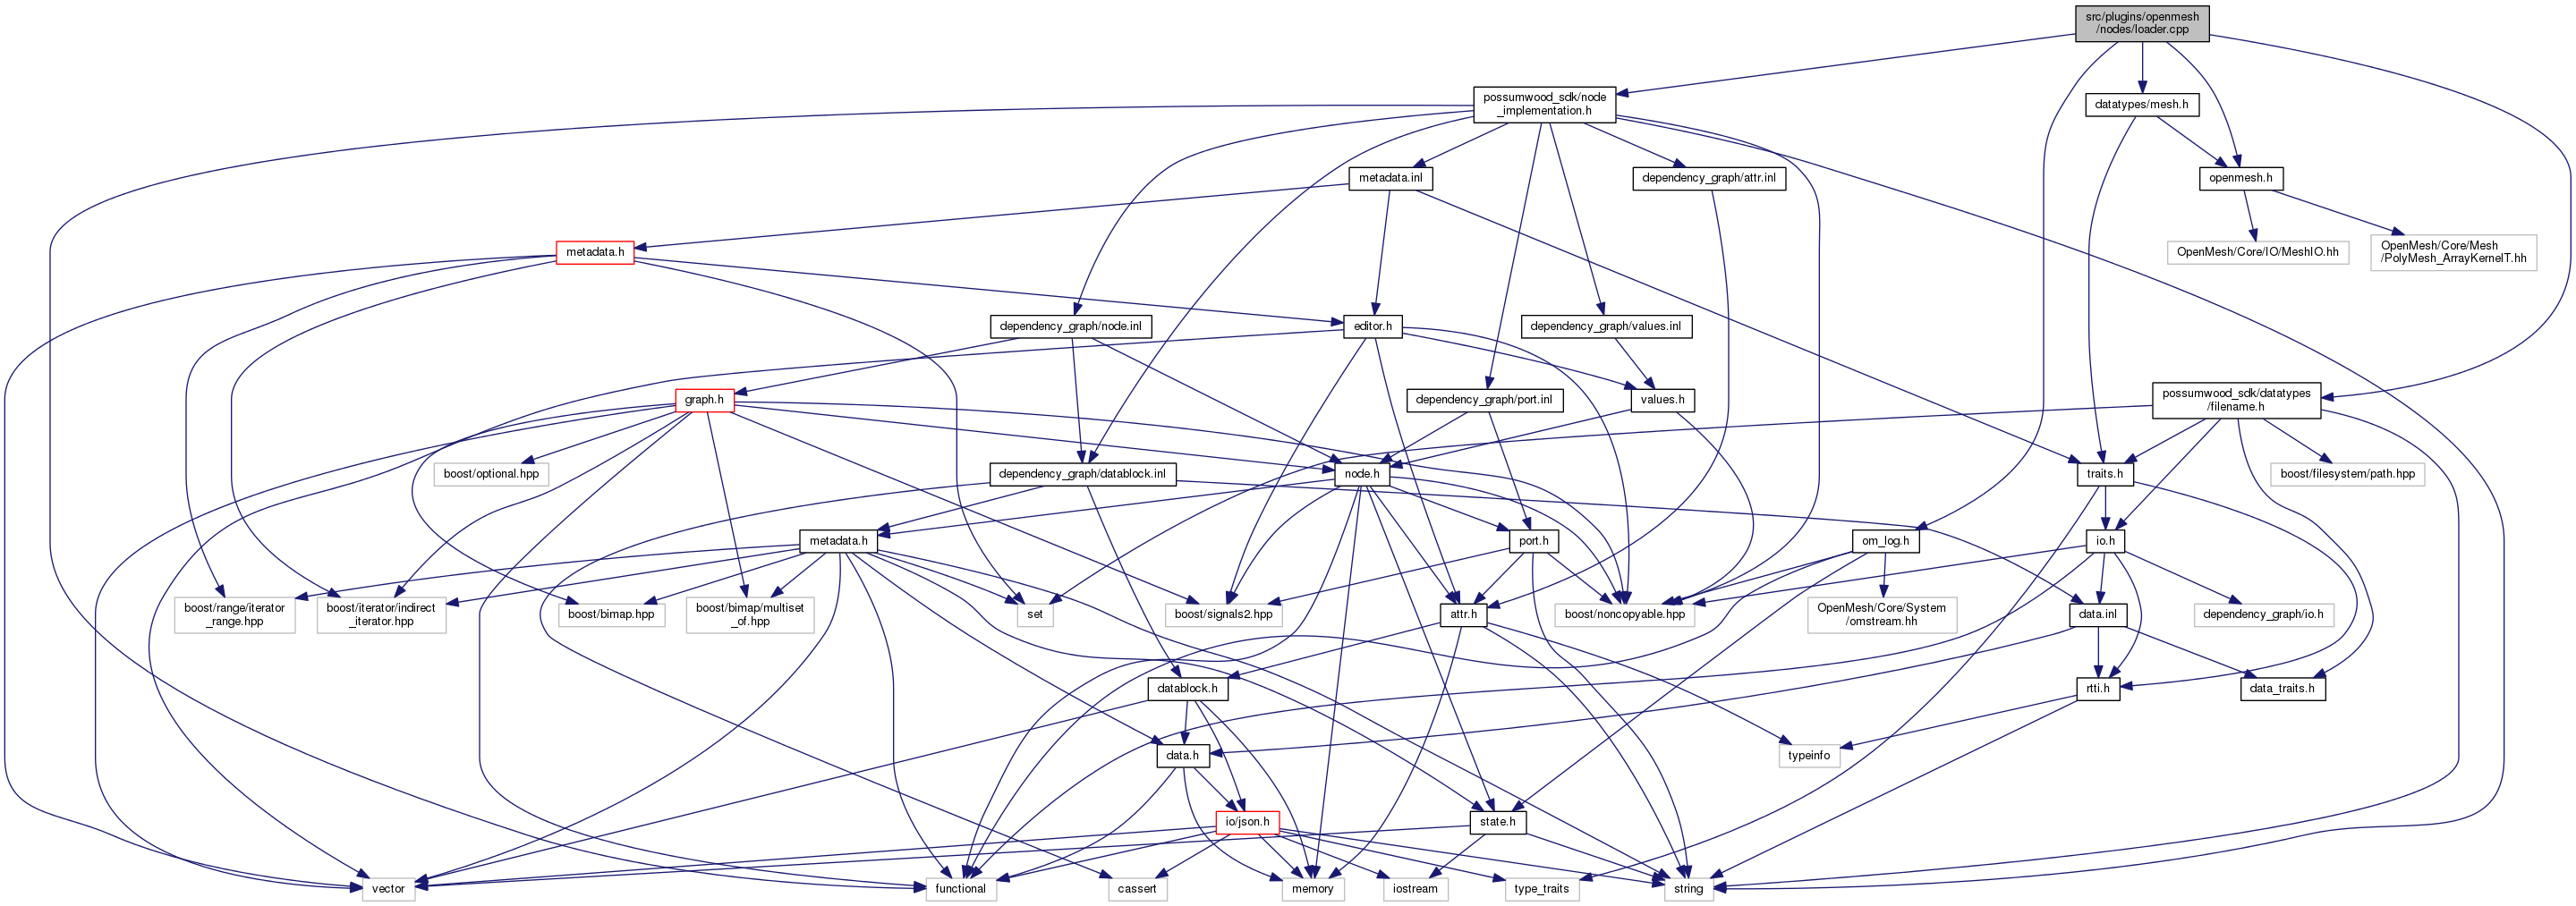 src/plugins/openmesh
/nodes/loader.cpp
possumwood_sdk/node
_implementation.h
datatypes/mesh.h
metadata.inl
dependency_graph/attr.inl
openmesh.h
metadata.h
OpenMesh/Core/IO/MeshIO.hh
OpenMesh/Core/Mesh
/PolyMesh_ArrayKernelT.hh
dependency_graph/node.inl
editor.h
dependency_graph/values.inl
graph.h
dependency_graph/port.inl
values.h
possumwood_sdk/datatypes
/filename.h
boost/optional.hpp
dependency_graph/datablock.inl
node.h
traits.h
boost/filesystem/path.hpp
metadata.h
port.h
om_log.h
io.h
boost/range/iterator
_range.hpp
boost/iterator/indirect
_iterator.hpp
boost/bimap.hpp
boost/bimap/multiset
_of.hpp
set
boost/signals2.hpp
attr.h
boost/noncopyable.hpp
OpenMesh/Core/System
/omstream.hh
data.inl
dependency_graph/io.h
datablock.h
rtti.h
data_traits.h
data.h
typeinfo
io/json.h
state.h
vector
functional
cassert
memory
iostream
type_traits
string